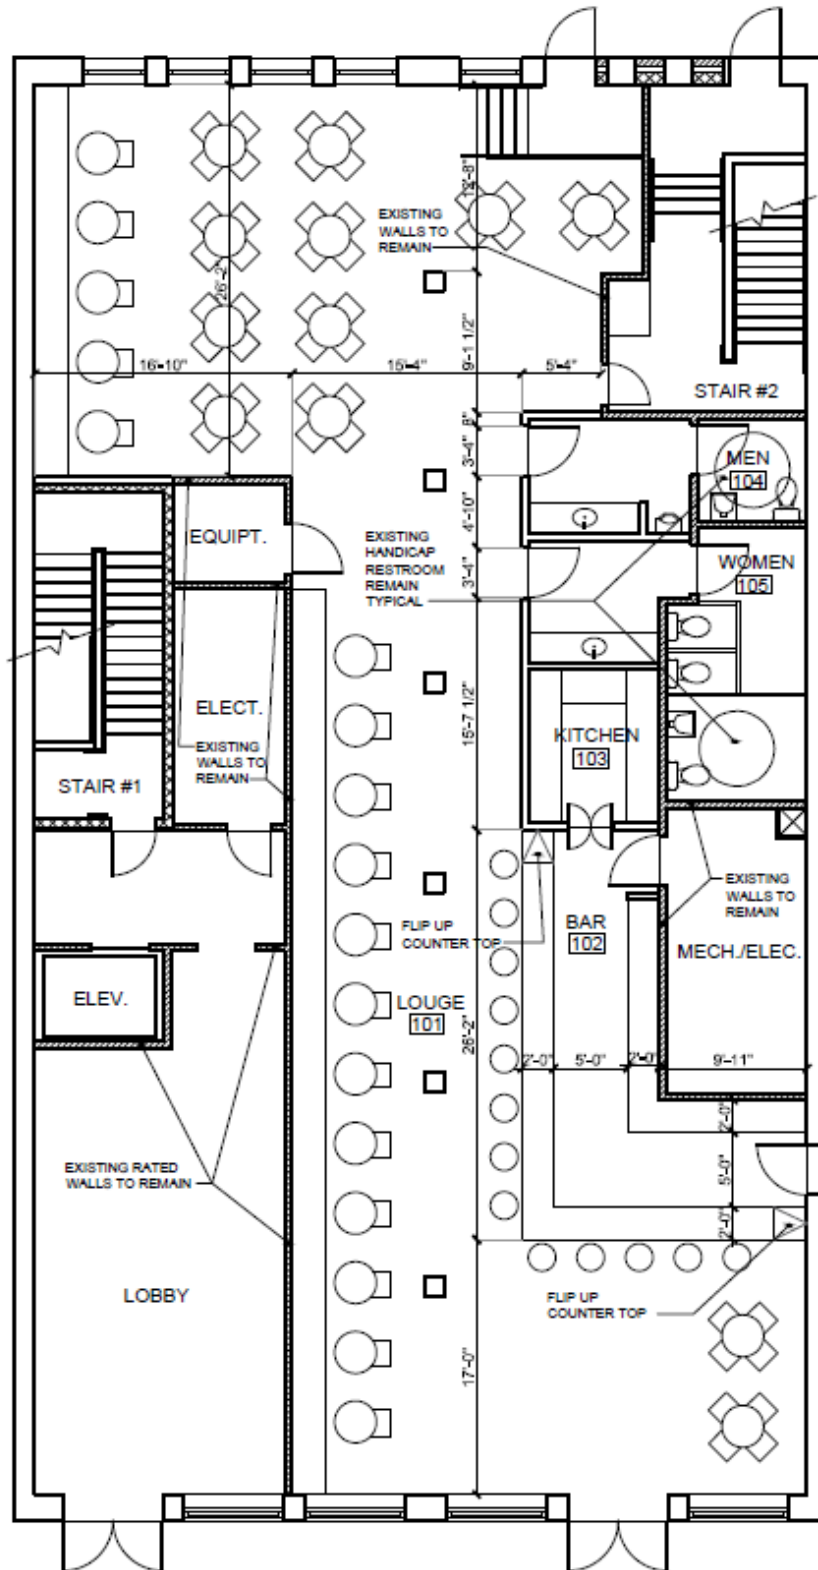 EXISTING
WALLS TO
REMAIN
12'-8"
26'-2"
9'-1 1/2"
16'-10"
15'-4"
5'-4"
STAIR #2
8"
3'-4"
MEN
104
4'-10"
EQUIPT.
EXISTING
HANDICAP
RESTROOM
REMAIN
TYPICAL
3'-4"
WOMEN
105
ELECT.
15'-7 1/2"
KITCHEN
103
EXISTING
WALLS TO
REMAIN
STAIR #1
EXISTING
WALLS TO
REMAIN
FLIP UP
COUNTER TOP
BAR
102
MECH./ELEC.
ELEV.
LOUGE
101
26'-2"
2'-0"
5'-0"
2'-0"
9'-11"
2'-0"
5'-0"
2'-0"
EXISTING RATED
WALLS TO REMAIN
LOBBY
FLIP UP
COUNTER TOP
17'-0"